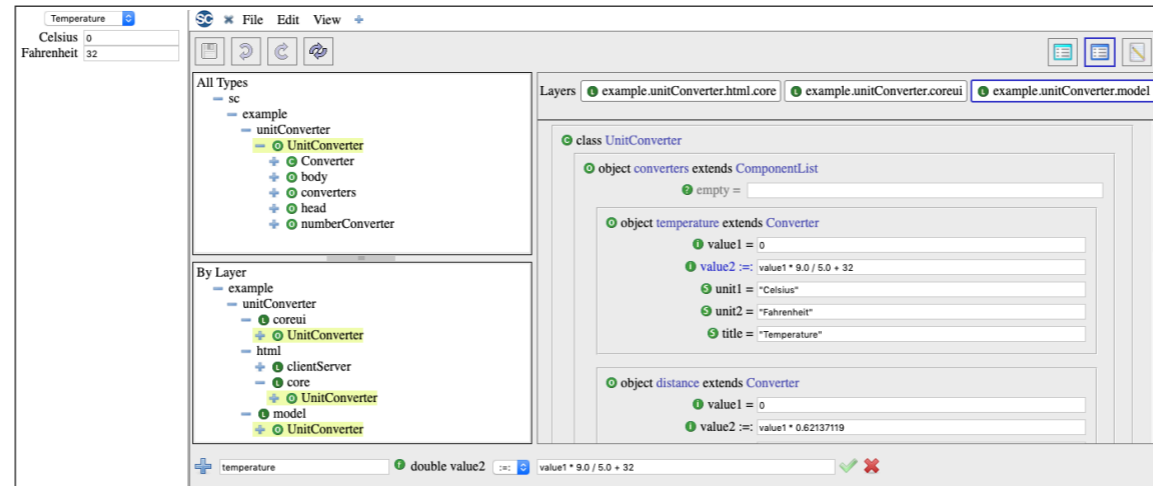 Temperature
Celsius 0
Fahrenheit 32
SC File Edit View
All Types
sc
example
unitConverter
UnitConverter
Converter
body
converters
head
numberConverter
By Layer
example
unitConverter
coreui
UnitConverter
html
clientServer
core
UnitConverter
model
UnitConverter
Layers example.unitConverter.html.core example.unitConverter.coreui example.unitConverter.model
class UnitConverter
object converters extends ComponentList
empty =
object temperature extends Converter
value1 = 0
value2 :=: value1 * 9.0 / 5.0 + 32
unit1 = "Celsius"
unit2 = "Fahrenheit"
title = "Temperature"
object distance extends Converter
value1 = 0
value2 :=: value1 * 0.62137119
temperature double value2 :=: value1 * 9.0 / 5.0 + 32